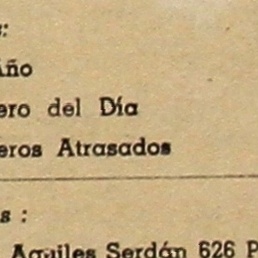 s:
Año
ero del Día
eros Atrasados
s:
Aquiles Serdán 626 P